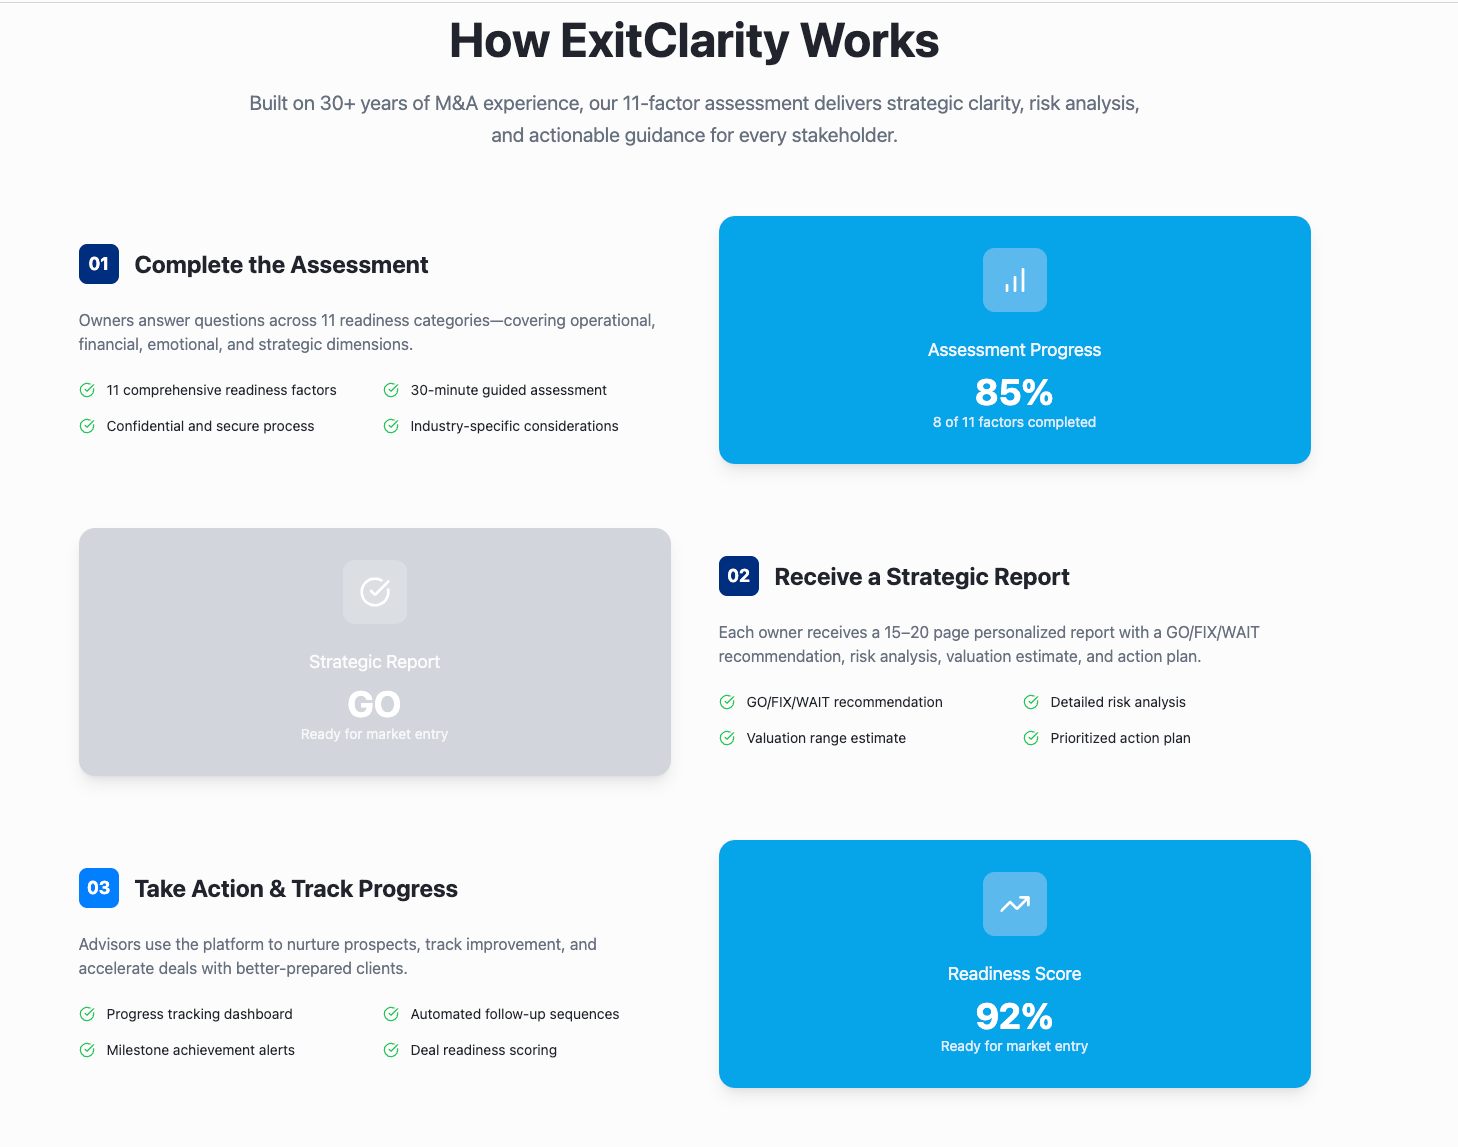 How ExitClarity Works
Built on 30+ years of M&A experience, our 11-factor assessment delivers strategic clarity, risk analysis,
and actionable guidance for every stakeholder.
01 Complete the Assessment
Owners answer questions across 11 readiness categories—covering operational,
financial, emotional, and strategic dimensions.
11 comprehensive readiness factors
30-minute guided assessment
Confidential and secure process
Industry-specific considerations
Assessment Progress
85%
8 of 11 factors completed
Strategic Report
GO
Ready for market entry
02 Receive a Strategic Report
Each owner receives a 15–20 page personalized report with a GO/FIX/WAIT
recommendation, risk analysis, valuation estimate, and action plan.
GO/FIX/WAIT recommendation
Detailed risk analysis
Valuation range estimate
Prioritized action plan
03 Take Action & Track Progress
Advisors use the platform to nurture prospects, track improvement, and
accelerate deals with better-prepared clients.
Progress tracking dashboard
Automated follow-up sequences
Milestone achievement alerts
Deal readiness scoring
Readiness Score
92%
Ready for market entry